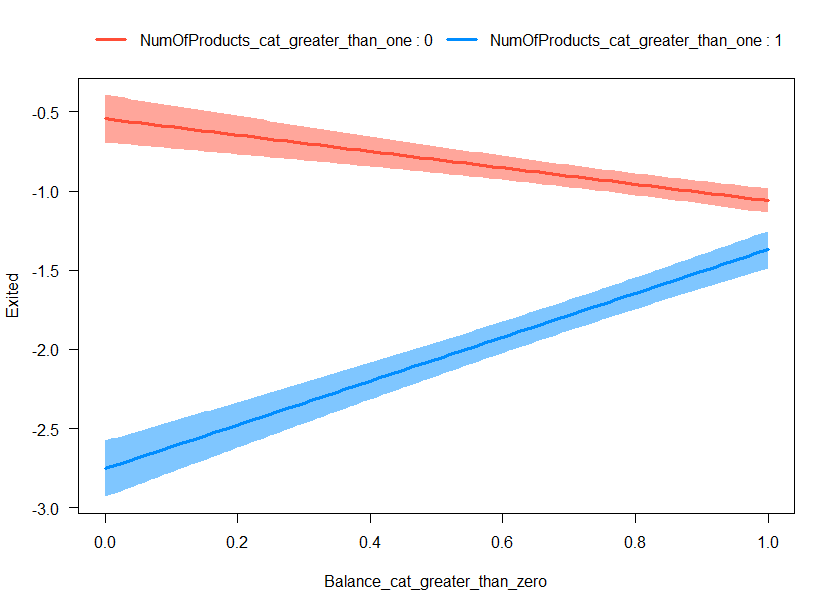 NumOfProducts_cat_greater_than_one : 0 NumOfProducts_cat_greater_than_one : 1
-0.5
-1.0
-1.5
-2.0
-2.5
-3.0
Exited
0.0 0.2 0.4 0.6 0.8 1.0
Balance_cat_greater_than_zero